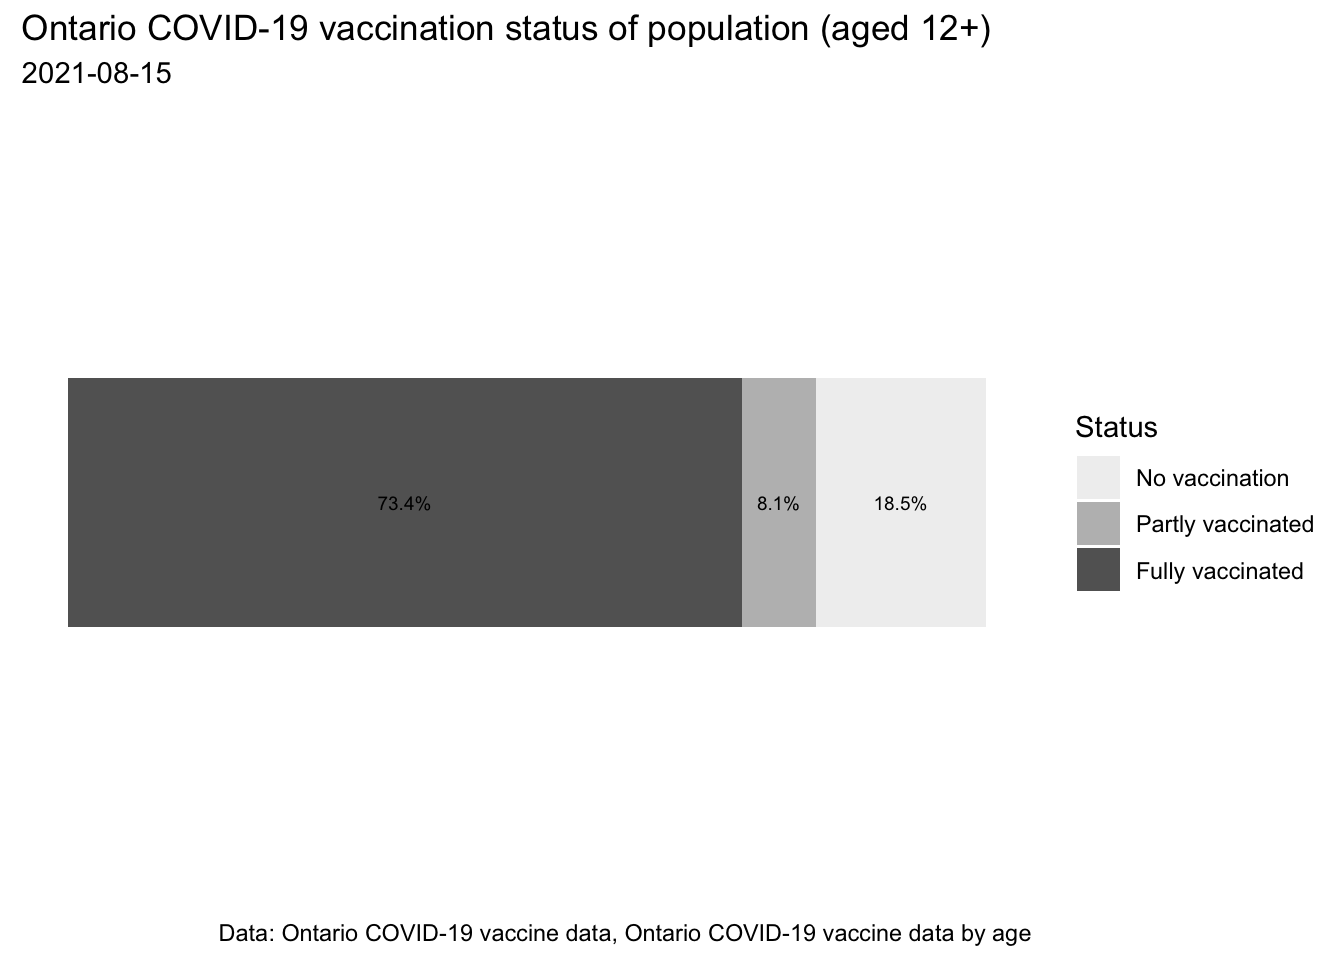 Ontario COVID-19 vaccination status of population (aged 12+)
2021-08-15
73.4%
8.1%
18.5%
Status
No vaccination
Partly vaccinated
Fully vaccinated
Data: Ontario COVID-19 vaccine data, Ontario COVID-19 vaccine data by age